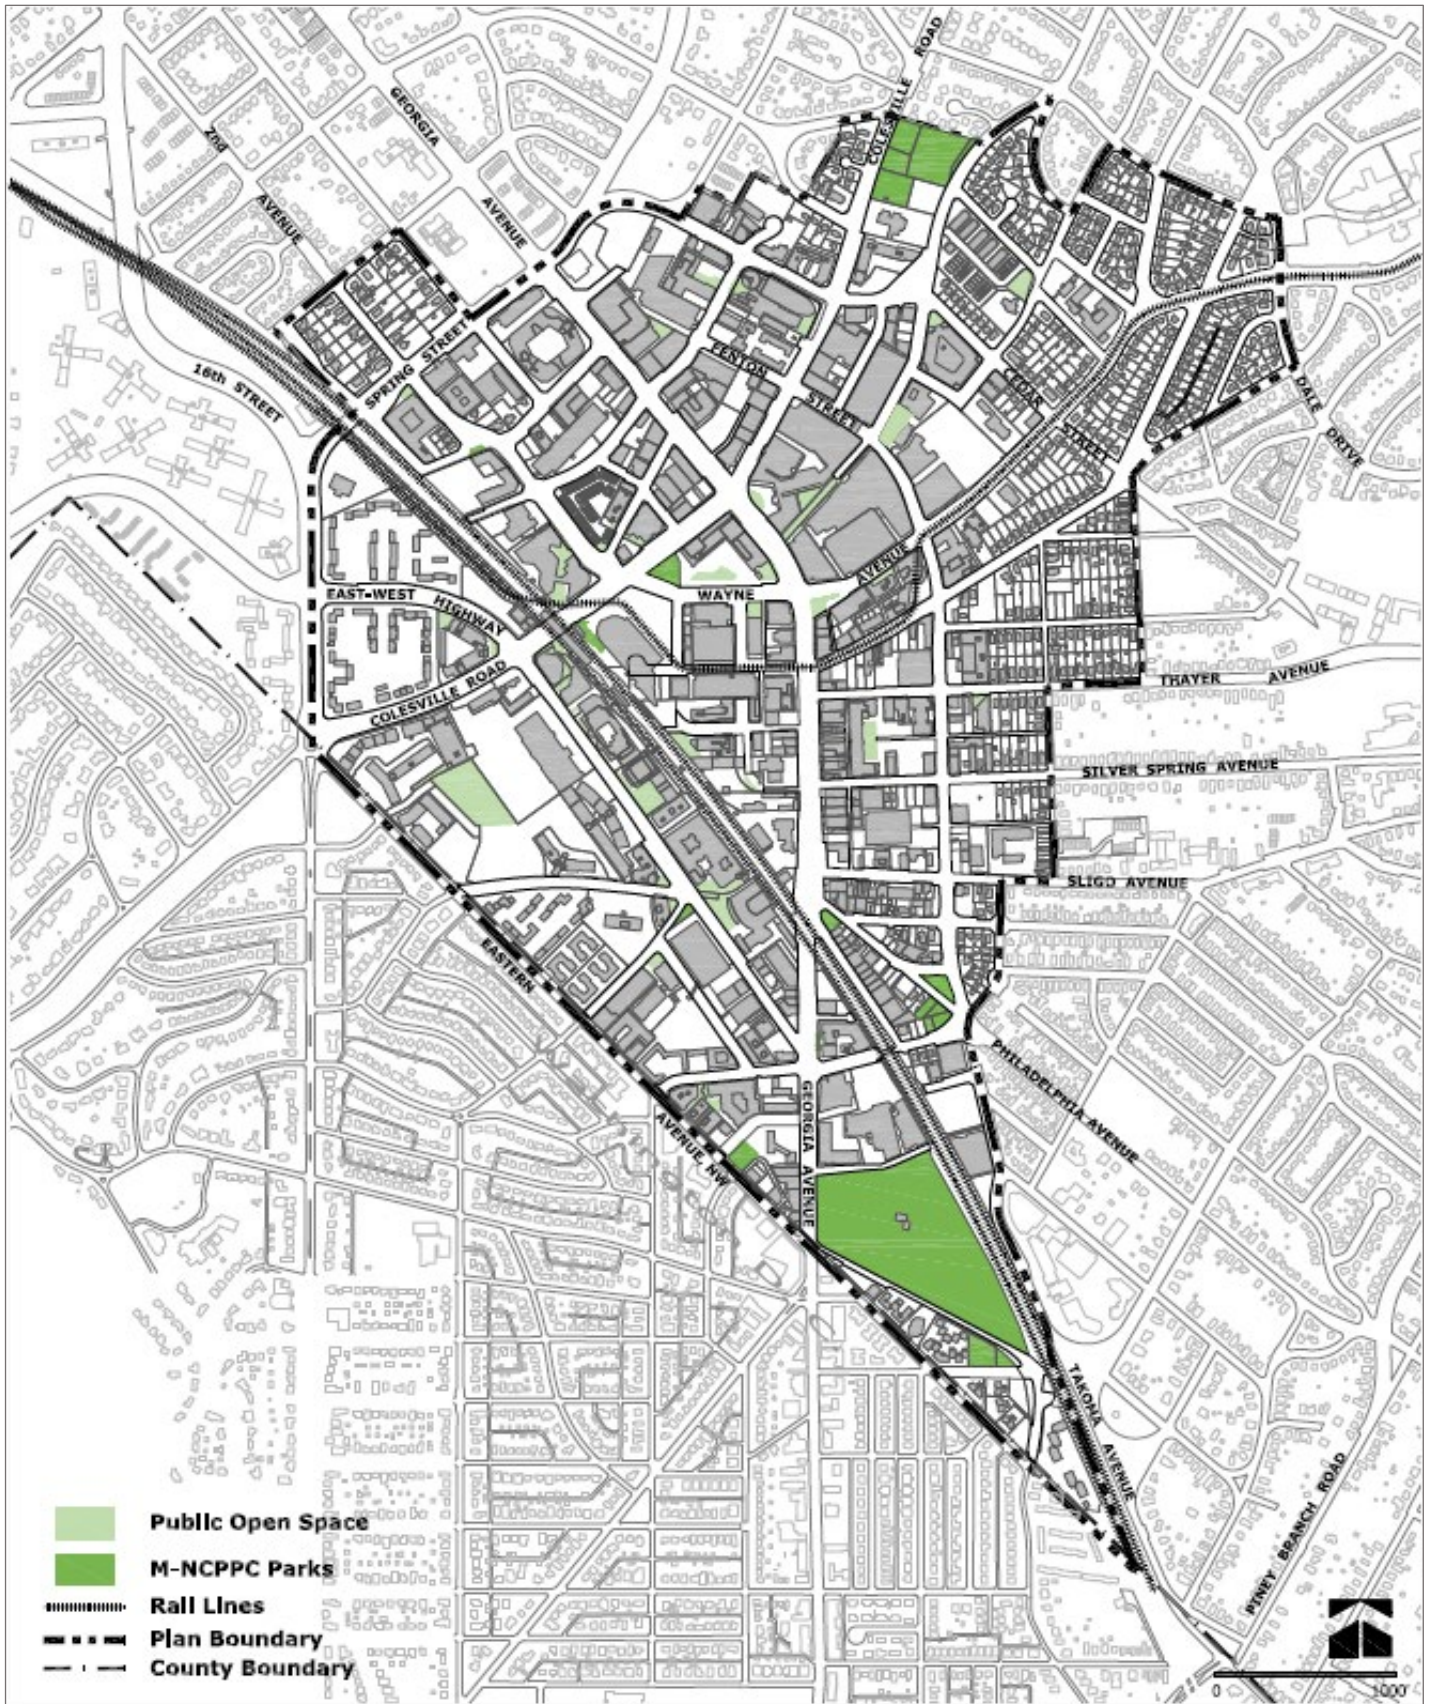 COLESVILLE ROAD
GEORGIA
AVENUE
2nd
AVENUE
SPRING STREET
16th STREET
FENTON
STREET
CEDAR
STREET
DALE
DRIVE
AVENUE
WAYNE
EAST-WEST
HIGHWAY
COLESVILLE ROAD
THAYER AVENUE
SILVER SPRING AVENUE
SLIGO AVENUE
EASTERN
AVENUE NW
PHILADELPHIA AVENUE
GEORGIA AVENUE
TAKOMA
AVENUE
PINEY BRANCH ROAD
Public Open Space
M-NCPPC Parks
Rail Lines
Plan Boundary
County Boundary
0 1000